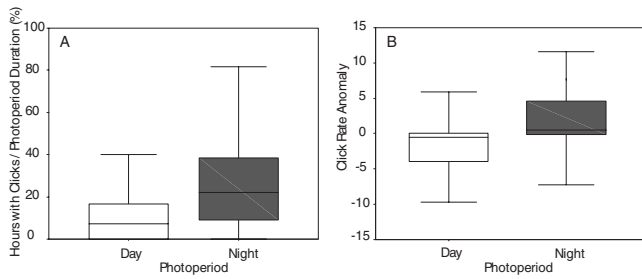 A
Hours with Clicks / Photoperiod Duration (%)
100
80
60
40
20
0
Day
Night
Photoperiod
B
Click Rate Anomaly
15
10
5
0
-5
-10
-15
Day
Night
Photoperiod